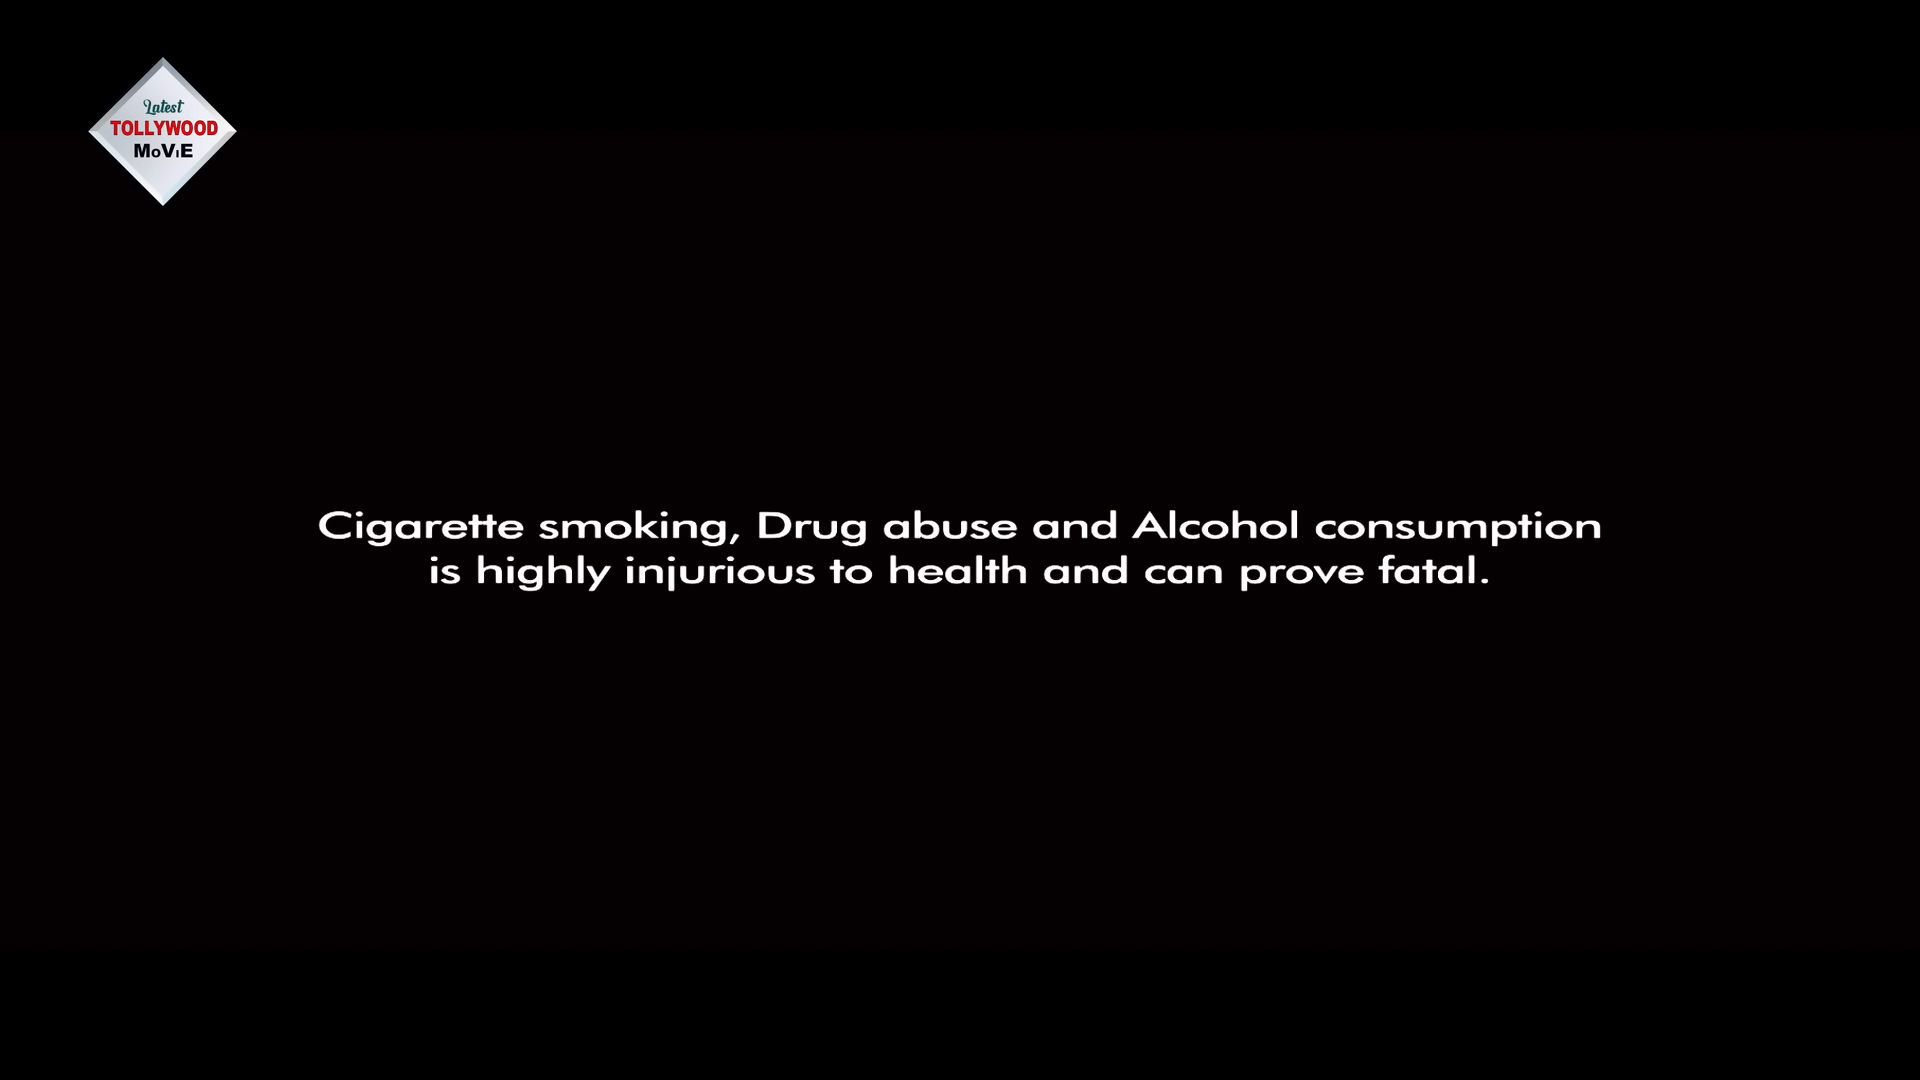 Latest
TOLLYWOOD
MoViE
Cigarette smoking, Drug abuse and Alcohol consumption
is highly injurious to health and can prove fatal.